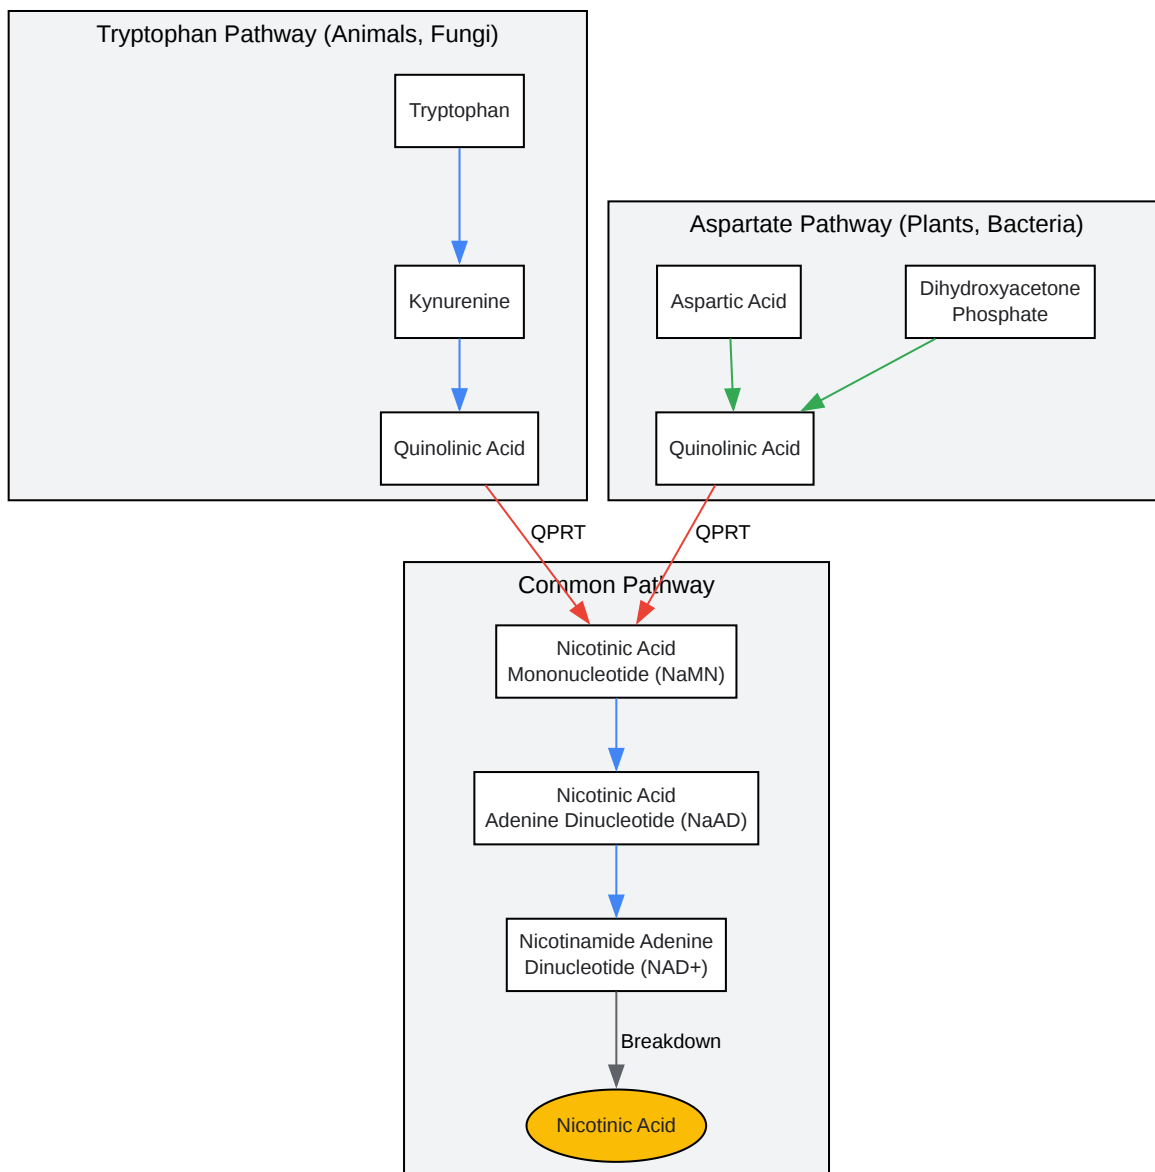 Tryptophan Pathway (Animals, Fungi)
Tryptophan
Kynurenine
Quinolinic Acid
Aspartate Pathway (Plants, Bacteria)
Aspartic Acid
Dihydroxyacetone
Phosphate
Quinolinic Acid
QPRT
QPRT
Common Pathway
Nicotinic Acid
Mononucleotide (NaMN)
Nicotinic Acid
Adenine Dinucleotide (NaAD)
Nicotinamide Adenine
Dinucleotide (NAD+)
Breakdown
Nicotinic Acid